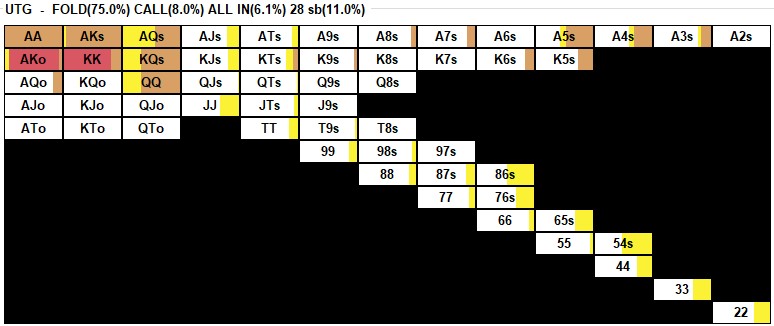 UTG - FOLD(75.0%) CALL(8.0%) ALL IN(6.1%) 28 sb(11.0%)
AA AKs AQs AJs ATs A9s A8s A7s A6s A5s A4s A3s A2s
AKo KK KQs KJs KTs K9s K8s K7s K6s K5s
AQo KQo QQ QJs QTs Q9s Q8s
AJo KJo QJo JJ JTs J9s
ATo KTo QTo TT T9s T8s
99 98s 97s
88 87s 86s
77 76s
66 65s
55 54s
44
33
22